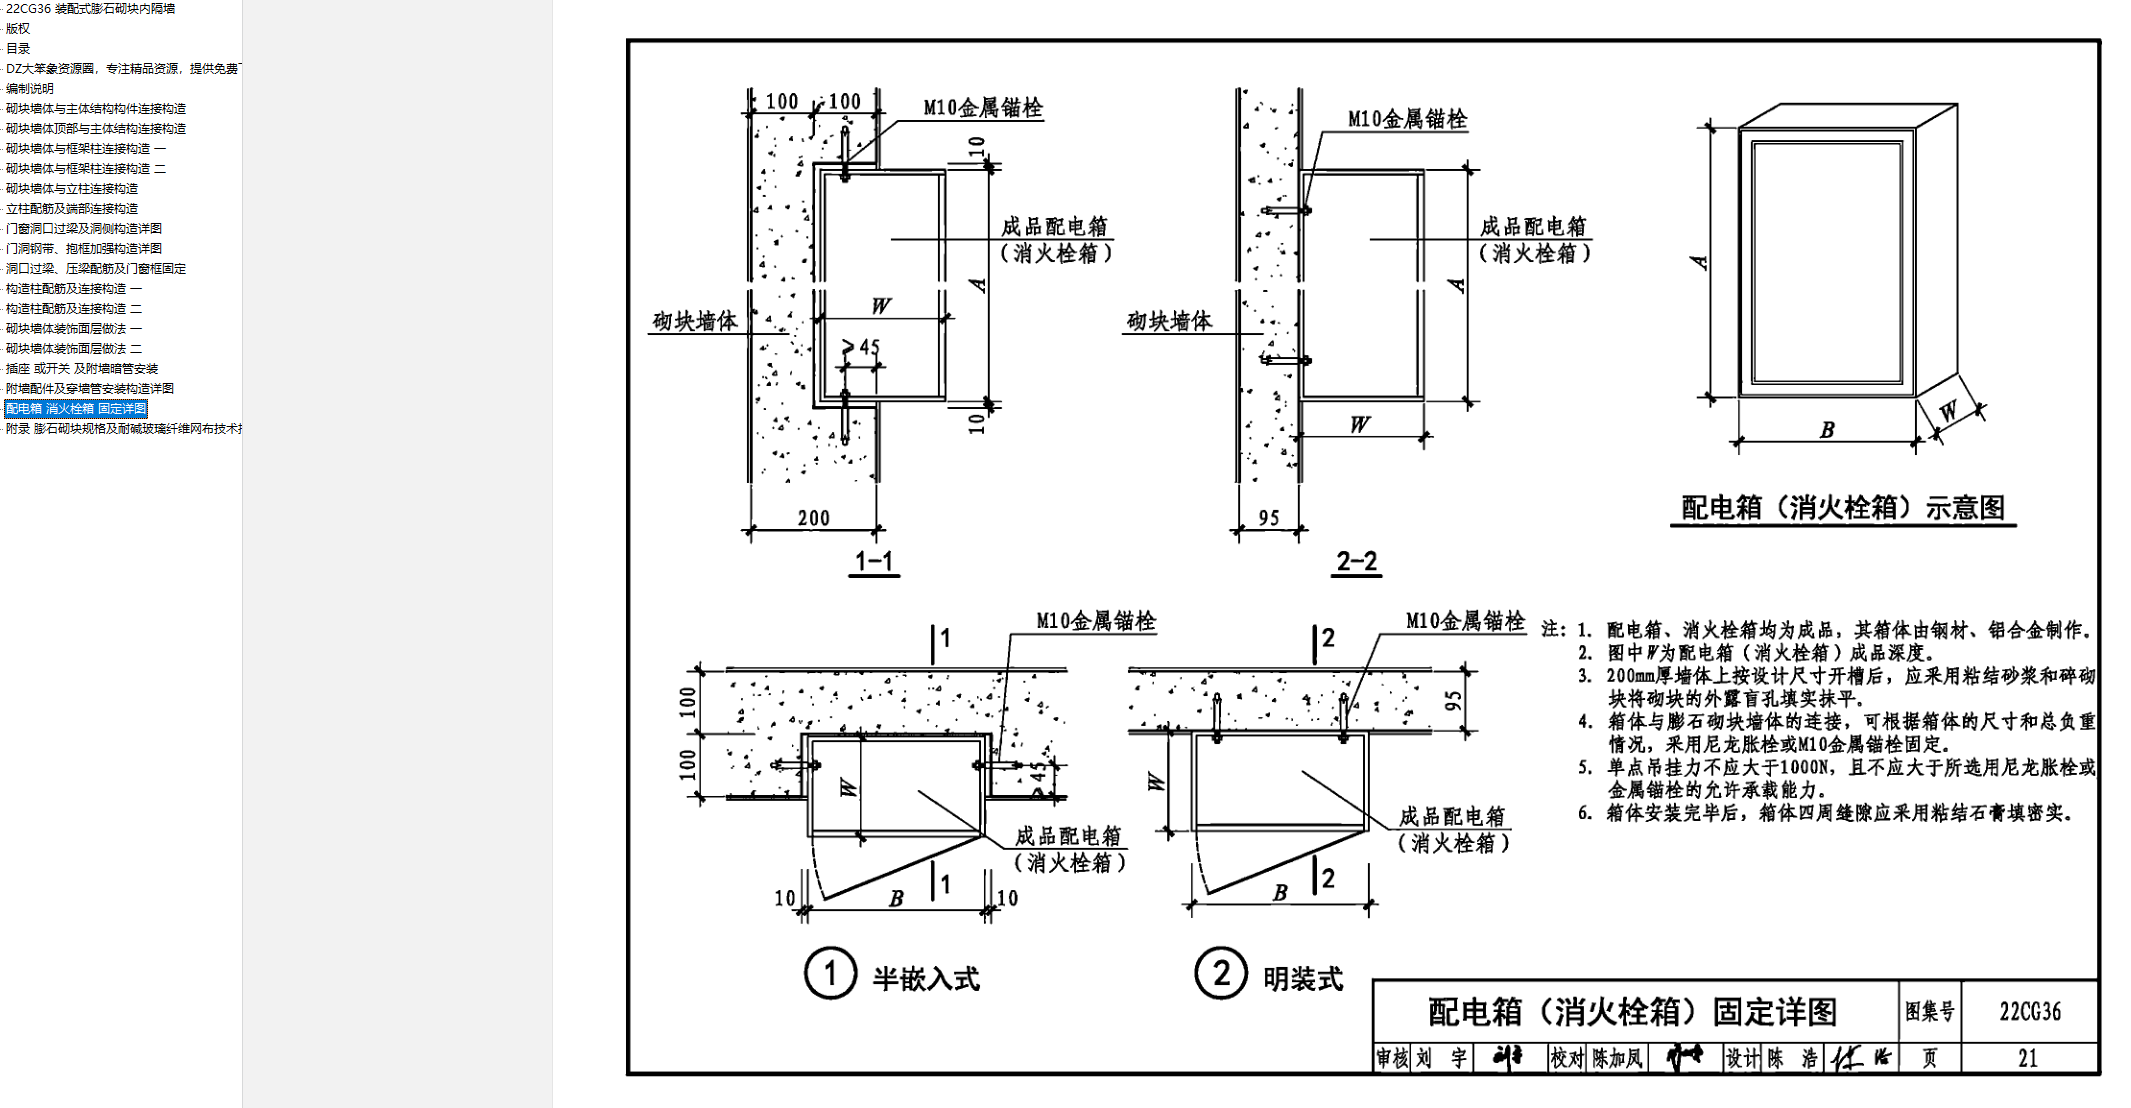 22CG36 装配式膨石砌块内隔墙
版权
目录
DZ大笨象资源圈，专注精品资源，提供免费
编制说明
砌块墙体与主体结构构件连接构造
砌块墙体顶部与主体结构连接构造
砌块墙体与框架柱连接构造 一
砌块墙体与框架柱连接构造 二
砌块墙体与立柱连接构造
立柱配筋及端部连接构造
门窗洞口过梁及洞侧构造详图
门洞钢带、抱框加强构造详图
洞口过梁、压梁配筋及门窗框固定
构造柱配筋及连接构造 一
构造柱配筋及连接构造 二
砌块墙体装饰面层做法 一
砌块墙体装饰面层做法 二
插座 或开关 及附墙暗管安装
附墙配件及穿墙管安装构造详图
配电箱 消火栓箱 固定详图
附录 膨石砌块规格及耐碱玻璃纤维网布技术
100 100
M10金属锚栓
10
成品配电箱
（消火栓箱）
A
W
砌块墙体
≥45
10
200
1-1
M10金属锚栓
成品配电箱
（消火栓箱）
A
砌块墙体
W
95
2-2
A
B
W
配电箱（消火栓箱）示意图
M10金属锚栓
1
100
100
W
≥45
成品配电箱
（消火栓箱）
1
10 B 10
1 半嵌入式
M10金属锚栓
2
95
W
成品配电箱
（消火栓箱）
2
B
2 明装式
注：1. 配电箱、消火栓箱均为成品，其箱体由钢材、铝合金制作。
2. 图中W为配电箱（消火栓箱）成品深度。
3. 200mm厚墙体上按设计尺寸开槽后，应采用粘结砂浆和碎砌
块将砌块的外露盲孔填实抹平。
4. 箱体与膨石砌块墙体的连接，可根据箱体的尺寸和总负重
情况，采用尼龙胀栓或M10金属锚栓固定。
5. 单点吊挂力不应大于1000N，且不应大于所选用尼龙胀栓或
金属锚栓的允许承载能力。
6. 箱体安装完毕后，箱体四周缝隙应采用粘结石膏填密实。
配电箱（消火栓箱）固定详图 图集号 22CG36
审核 刘 宇 校对 陈加凤 设计 陈 浩 页 21